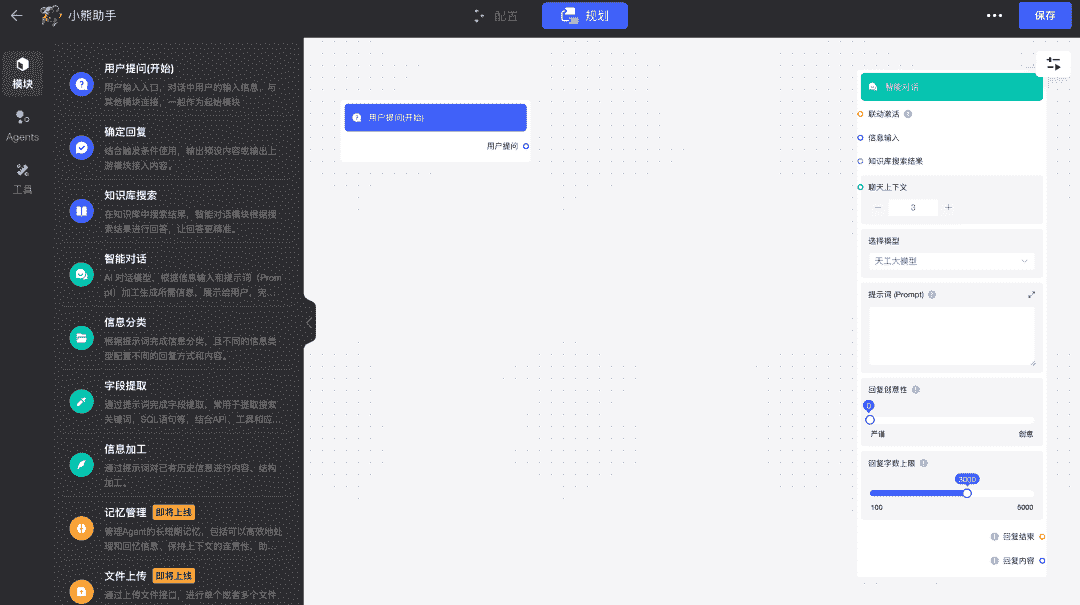 小熊助手
配置
规划
保存
模块
Agents
工具
用户提问(开始)
用户输入入口，对话中用户的输入信息，与
其他模块连接，一般作为起始模块
确定回复
结合触发条件使用，输出预设内容或输出上
游模块接入内容。
知识库搜索
在知识库中搜索结果，智能对话模块根据搜
索结果进行回答，让回答更精准。
智能对话
AI 对话模型，根据信息输入和提示词（Prom
pt）加工生成所需信息，展示给用户，完…
信息分类
根据提示词完成信息分类，且不同的信息类
型配置不同的回复方式和内容。
字段提取
通过提示词完成字段提取，常用于提取搜索
关键词，SQL语句等，结合API、工具和应…
信息加工
通过提示词对已有历史信息进行内容、结构
加工。
记忆管理 即将上线
管理Agent的长短期记忆，包括可以高效地处
理和回忆信息，保持上下文的连贯性，助…
文件上传 即将上线
通过上传文件接口，进行单个或者多个文件
用户提问(开始)
用户提问
智能对话
联动激活
信息输入
知识库搜索结果
聊天上下文
− 3 +
选择模型
天工大模型
提示词 (Prompt)
回复创意性
0
严谨 创意
回复字数上限
3000
100 5000
回复结果
回复内容